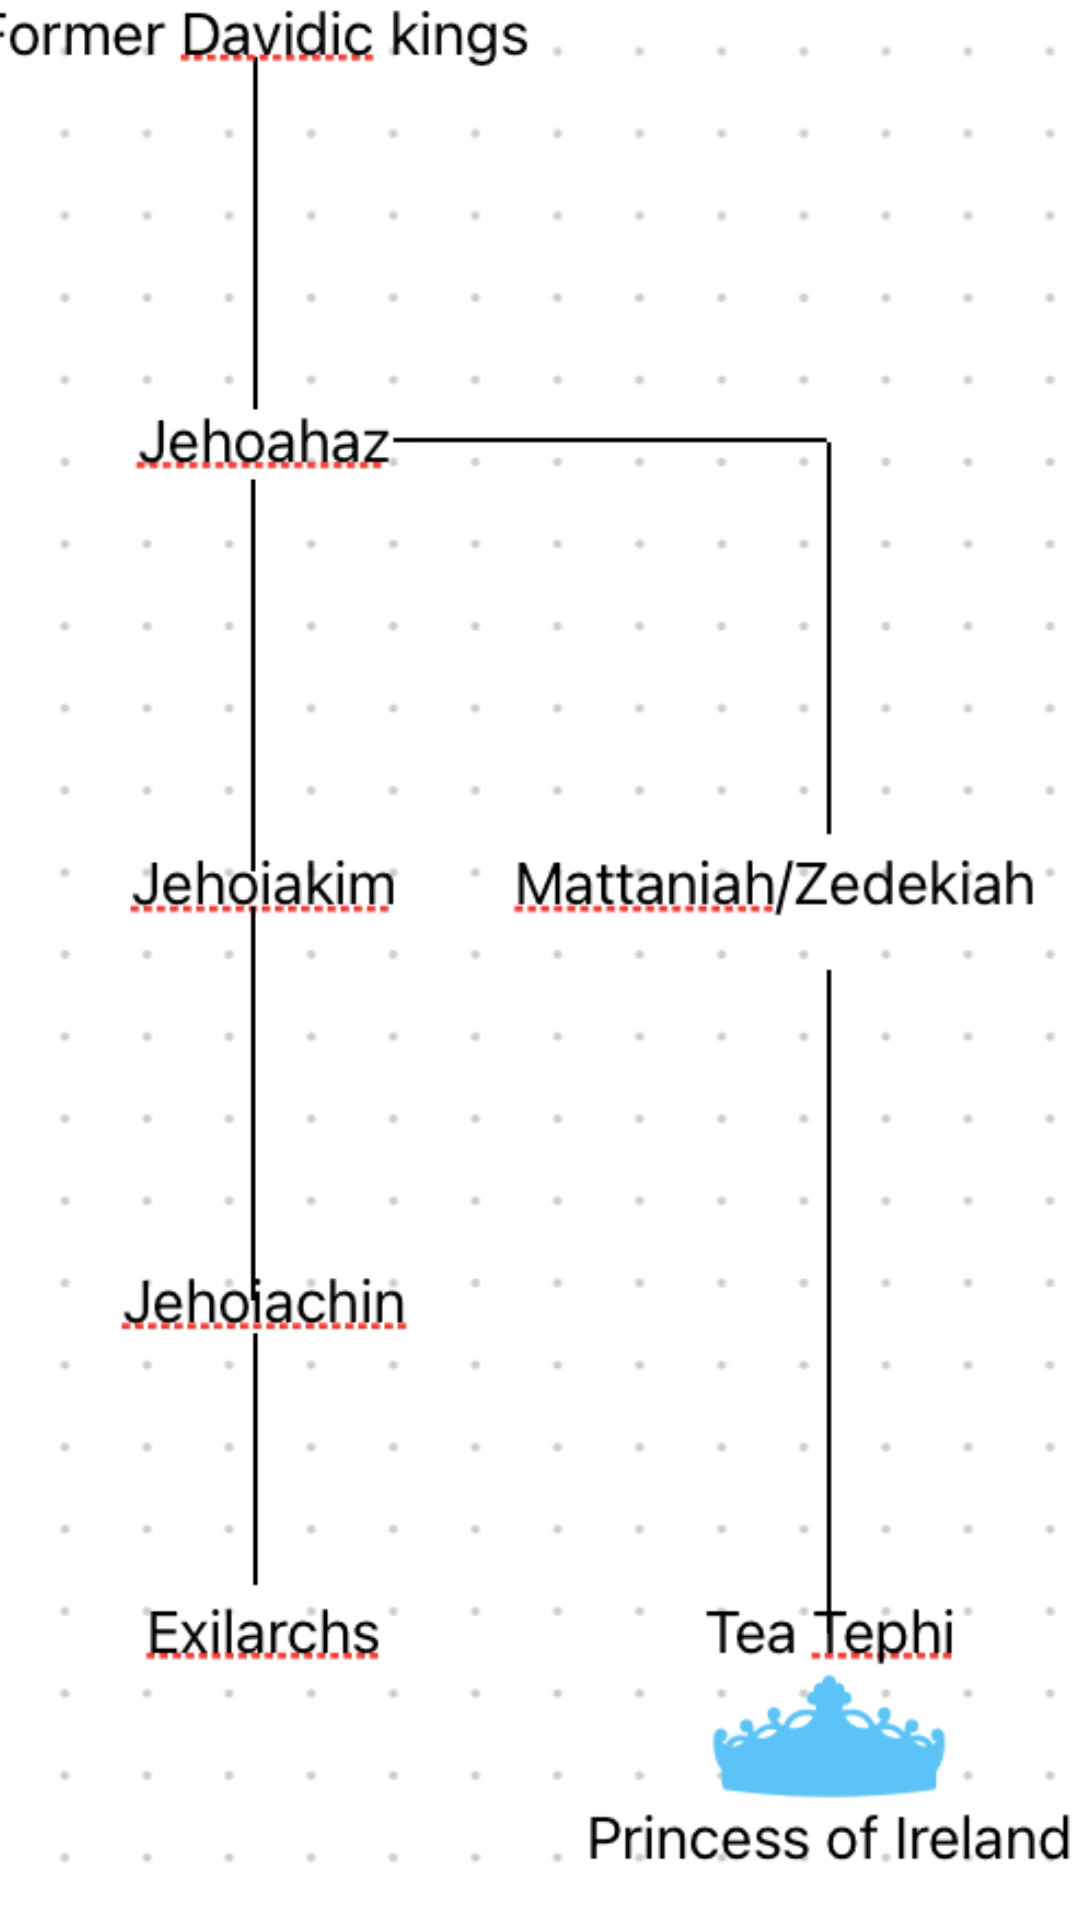 Former Davidic kings
Jehoahaz
Jehoiakim
Mattaniah/Zedekiah
Jehoiachin
Exilarchs
Tea Tephi
Princess of Ireland